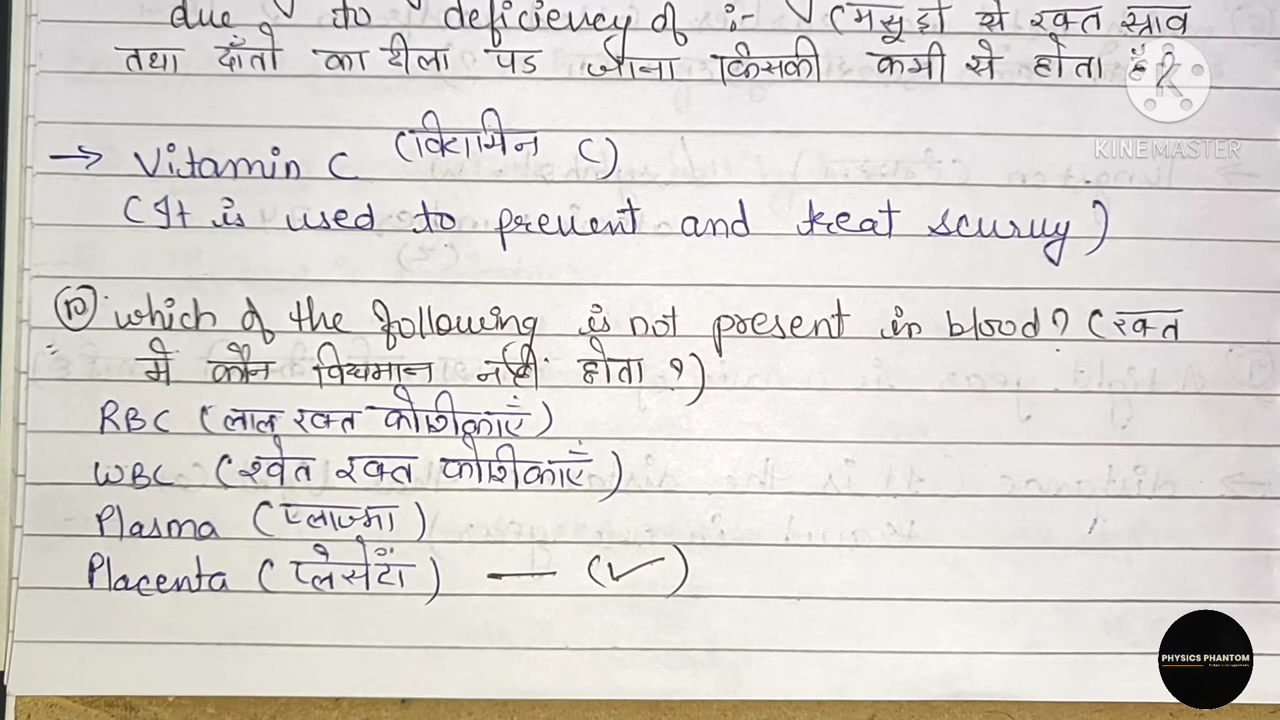 due to deficiency of :- (मसूड़ो से रक्त स्राव
तथा दाँतो का ढीला पड जाना किसकी कमी से होता है?
K
KINEMASTER
→ Vitamin C (विटामिन C)
(It is used to prevent and treat scurvy)
⑩ which of the following is not present in blood? (रक्त
मे कौन विद्यमान नही होता ?)
RBC (लाल रक्त कोशीकाएँ)
WBC (श्वेत रक्त कोशीकाएँ)
Plasma (प्लाज्मा)
Placenta (प्लेसेंटाँ) — (✓)
PHYSICS PHANTOM